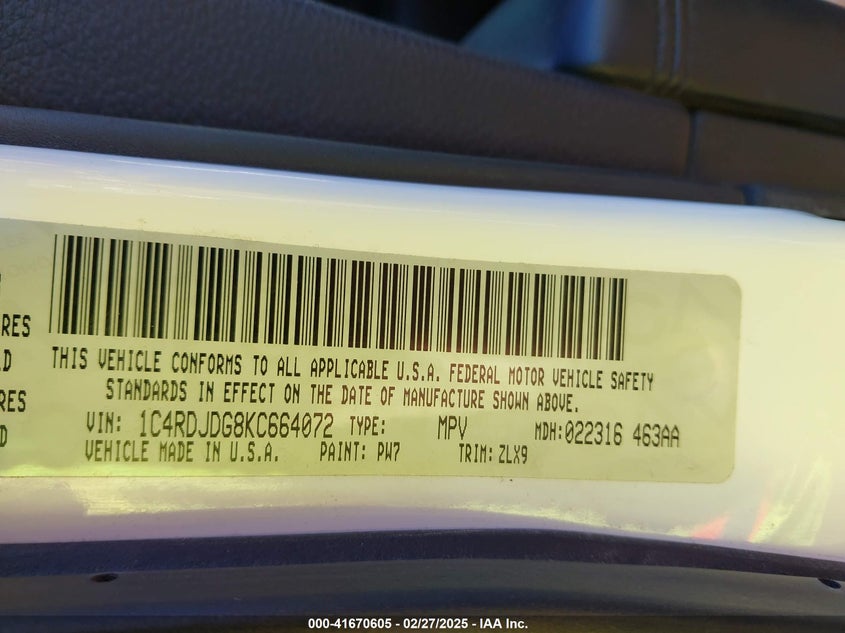 RES
THIS VEHICLE CONFORMS TO ALL APPLICABLE U.S.A. FEDERAL MOTOR VEHICLE SAFETY
STANDARDS IN EFFECT ON THE DATE OF MANUFACTURE SHOWN ABOVE.
RES
VIN: 1C4RDJDG8KC664072 TYPE: MPV MDH:022316 463AA
VEHICLE MADE IN U.S.A. PAINT: PW7 TRIM: ZLX9
000-41670605 - 02/27/2025 - IAA Inc.